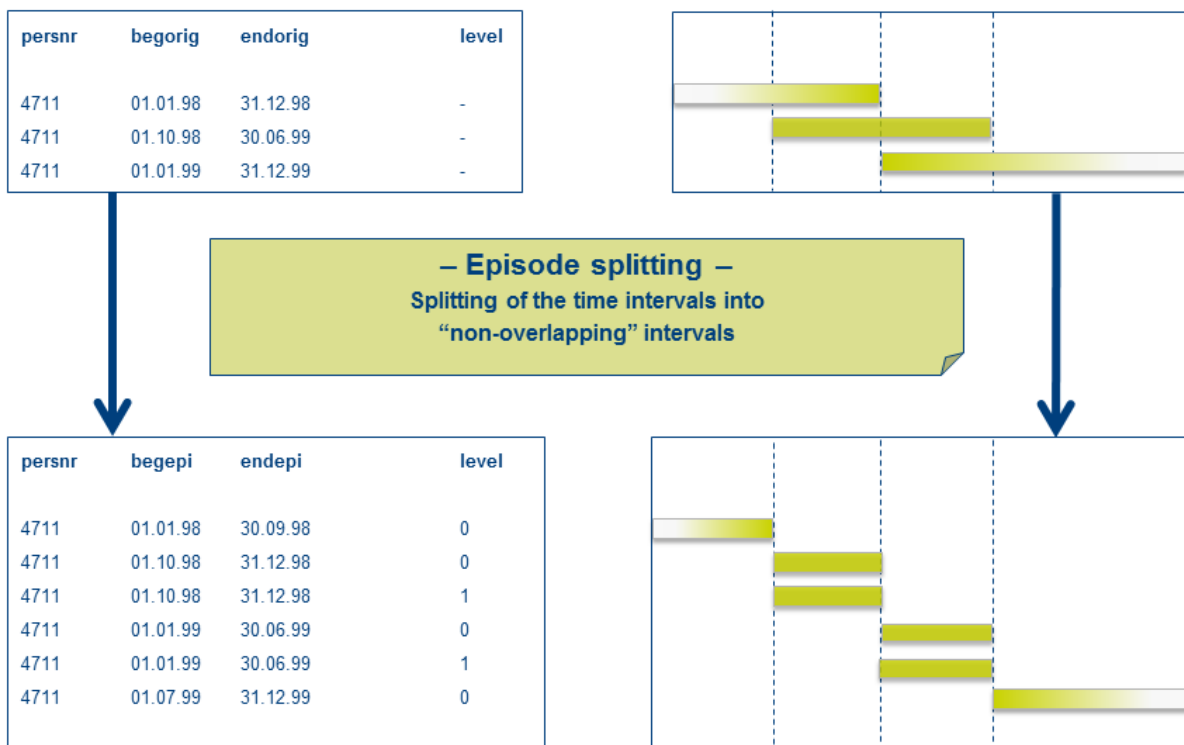 persnr begorig endorig level
4711 01.01.98 31.12.98 -
4711 01.10.98 30.06.99 -
4711 01.01.99 31.12.99 -
– Episode splitting –
Splitting of the time intervals into
“non-overlapping” intervals
persnr begepi endepi level
4711 01.01.98 30.09.98 0
4711 01.10.98 31.12.98 0
4711 01.10.98 31.12.98 1
4711 01.01.99 30.06.99 0
4711 01.01.99 30.06.99 1
4711 01.07.99 31.12.99 0